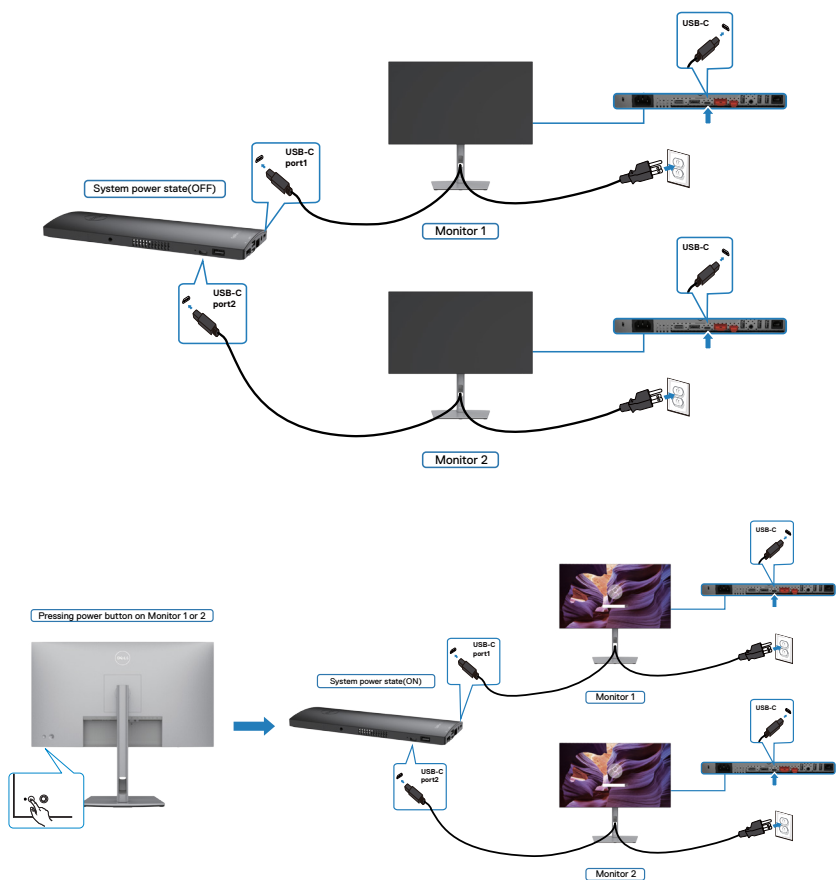 USB-C
USB-C
port1
System power state(OFF)
Monitor 1
USB-C
USB-C
port2
Monitor 2
USB-C
Pressing power button on Monitor 1 or 2
DELL
USB-C
port1
System power state(ON)
Monitor 1
USB-C
USB-C
port2
Monitor 2